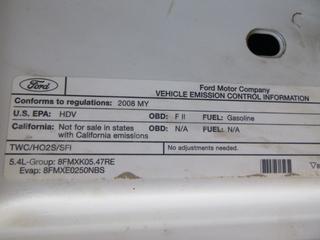 Ford
Ford Motor Company
VEHICLE EMISSION CONTROL INFORMATION
Conforms to regulations: 2008 MY
U.S. EPA: HDV OBD: F II FUEL: Gasoline
California: Not for sale in states with California emissions OBD: N/A FUEL: N/A
TWC/HO2S/SFI No adjustments needed.
5.4L-Group: 8FMXK05.47RE
Evap: 8FMXE0250NBS